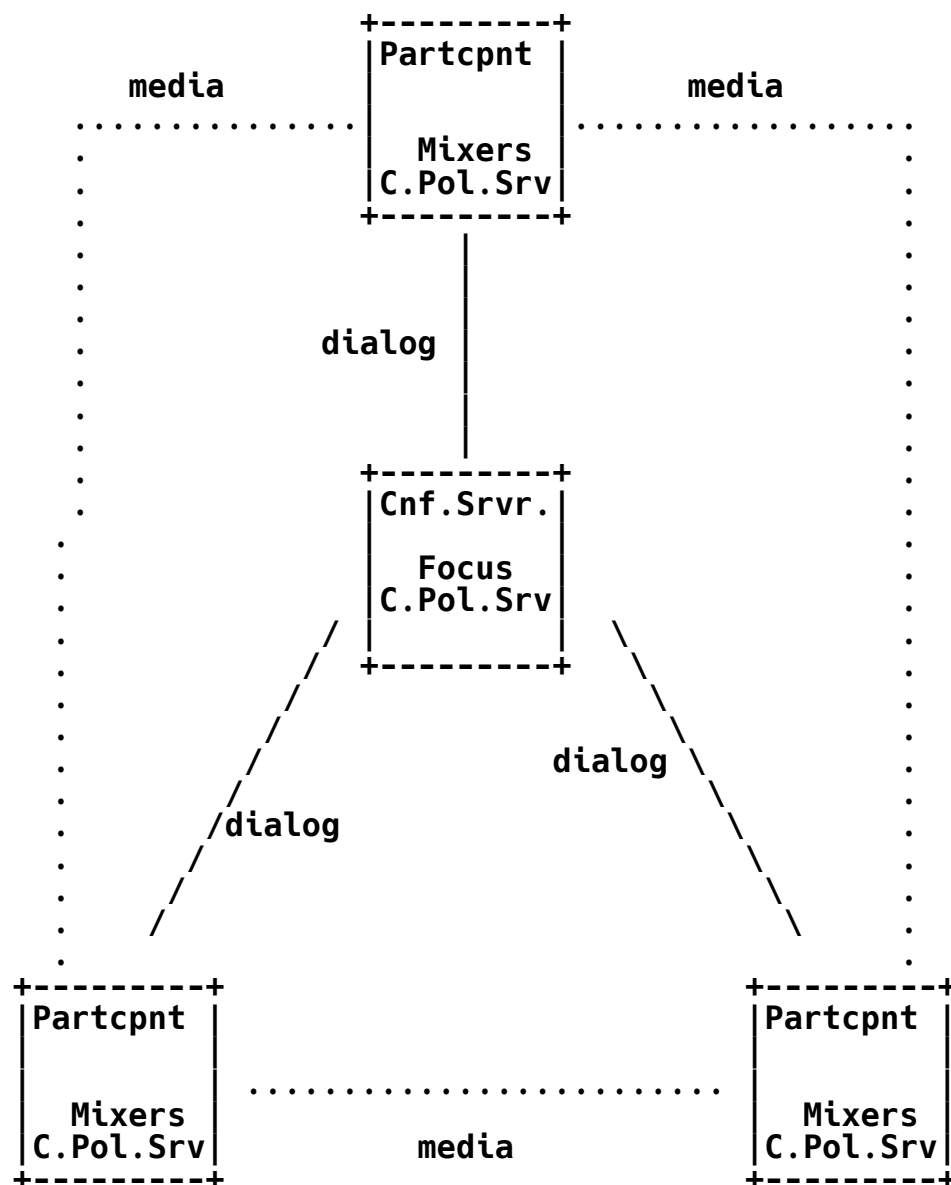 Partcpnt
media media
Mixers
C.Pol.Srv
dialog
Cnf.Srvr.
Focus
C.Pol.Srv
dialog
dialog
Partcpnt Partcpnt
Mixers Mixers
C.Pol.Srv C.Pol.Srv
media